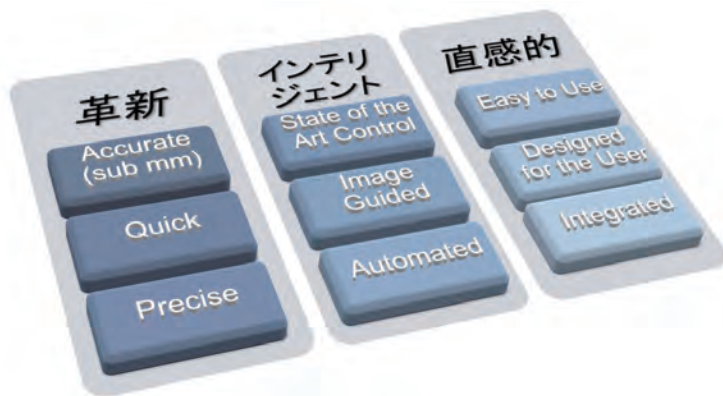 革新
Accurate
(sub mm)
Quick
Precise
インテリ
ジェント
State of the
Art Control
Image
Guided
Automated
直感的
Easy to Use
Designed
for the User
Integrated